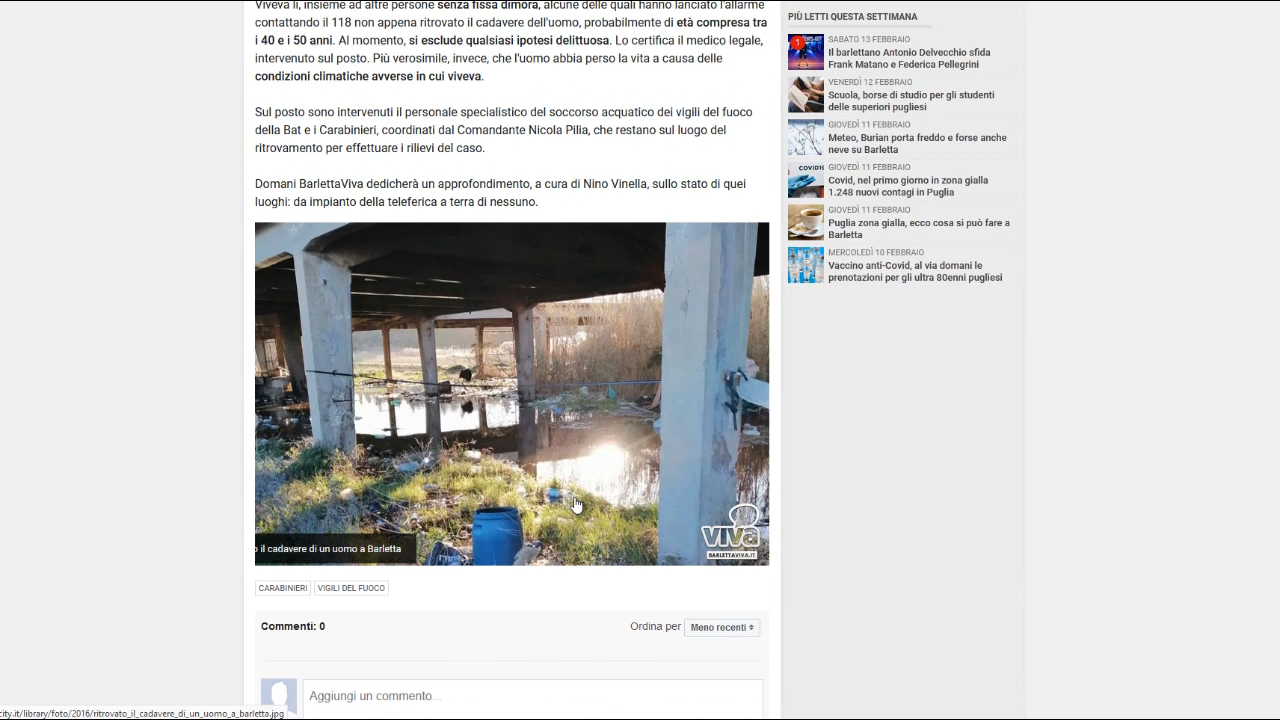 Viveva lì, insieme ad altre persone senza fissa dimora, alcune delle quali hanno lanciato l'allarme
contattando il 118 non appena ritrovato il cadavere dell'uomo, probabilmente di età compresa tra
i 40 e i 50 anni. Al momento, si esclude qualsiasi ipotesi delittuosa. Lo certifica il medico legale,
intervenuto sul posto. Più verosimile, invece, che l'uomo abbia perso la vita a causa delle
condizioni climatiche avverse in cui viveva.
Sul posto sono intervenuti il personale specialistico del soccorso acquatico dei vigili del fuoco
della Bat e i Carabinieri, coordinati dal Comandante Nicola Pilia, che restano sul luogo del
ritrovamento per effettuare i rilievi del caso.
Domani BarlettaViva dedicherà un approfondimento, a cura di Nino Vinella, sullo stato di quei
luoghi: da impianto della teleferica a terra di nessuno.
o il cadavere di un uomo a Barletta
VIVA
BARLETTAVIVA.IT
CARABINIERI
VIGILI DEL FUOCO
Commenti: 0
Ordina per
Meno recenti
Aggiungi un commento...
PIÙ LETTI QUESTA SETTIMANA
SABATO 13 FEBBRAIO
Il barlettano Antonio Delvecchio sfida
Frank Matano e Federica Pellegrini
VENERDÌ 12 FEBBRAIO
Scuola, borse di studio per gli studenti
delle superiori pugliesi
GIOVEDÌ 11 FEBBRAIO
Meteo, Burian porta freddo e forse anche
neve su Barletta
GIOVEDÌ 11 FEBBRAIO
Covid, nel primo giorno in zona gialla
1.248 nuovi contagi in Puglia
GIOVEDÌ 11 FEBBRAIO
Puglia zona gialla, ecco cosa si può fare a
Barletta
MERCOLEDÌ 10 FEBBRAIO
Vaccino anti-Covid, al via domani le
prenotazioni per gli ultra 80enni pugliesi
city.it/library/foto/2016/ritrovato_il_cadavere_di_un_uomo_a_barletta.jpg